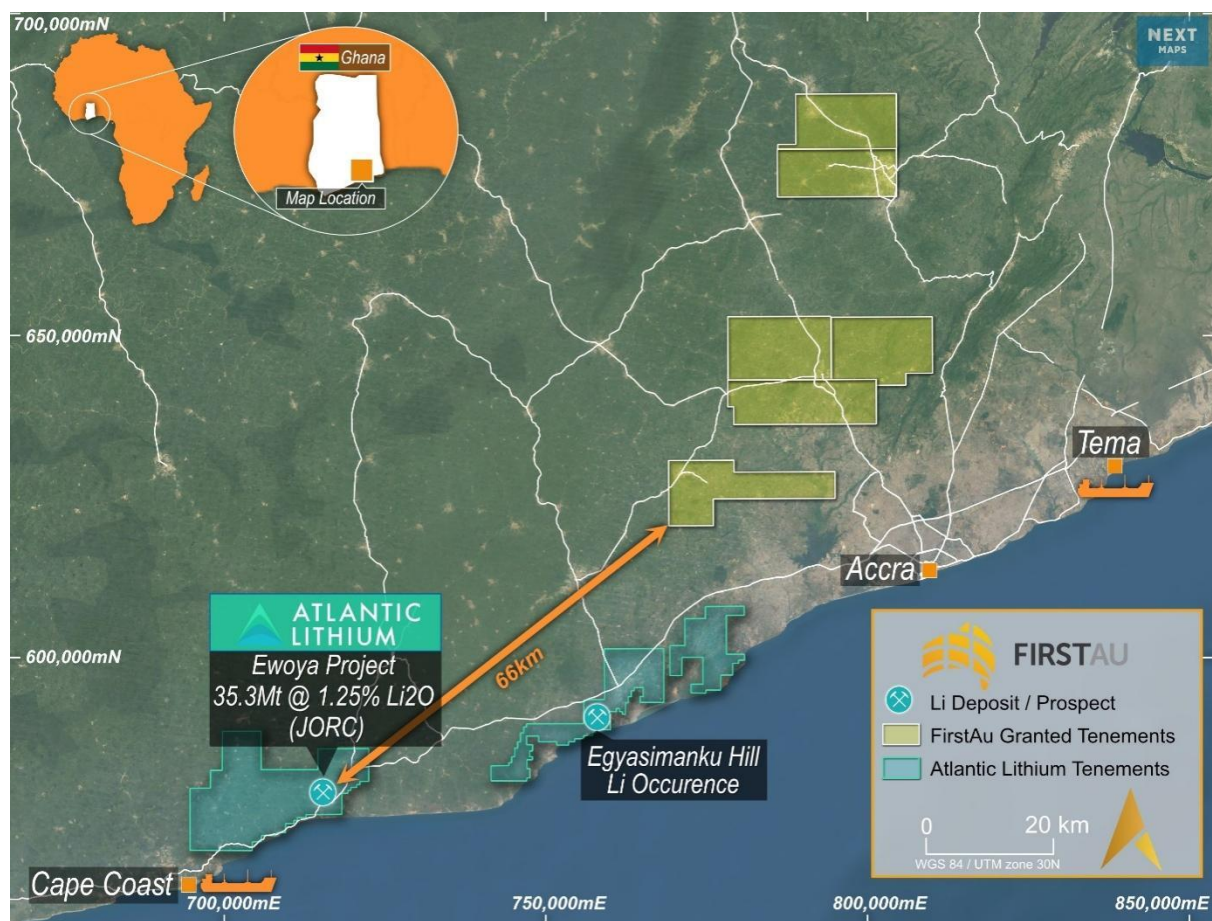 700,000mN
NEXT
MAPS
Ghana
Map Location
650,000mN
Tema
Accra
ATLANTIC
LITHIUM
Ewoya Project
35.3Mt @ 1.25% Li2O
(JORC)
66km
600,000mN
Egyasimanku Hill
Li Occurence
FIRSTAU
Li Deposit / Prospect
FirstAu Granted Tenements
Atlantic Lithium Tenements
0 20 km
WGS 84 / UTM zone 30N
Cape Coast
700,000mE 750,000mE 800,000mE 850,000mE